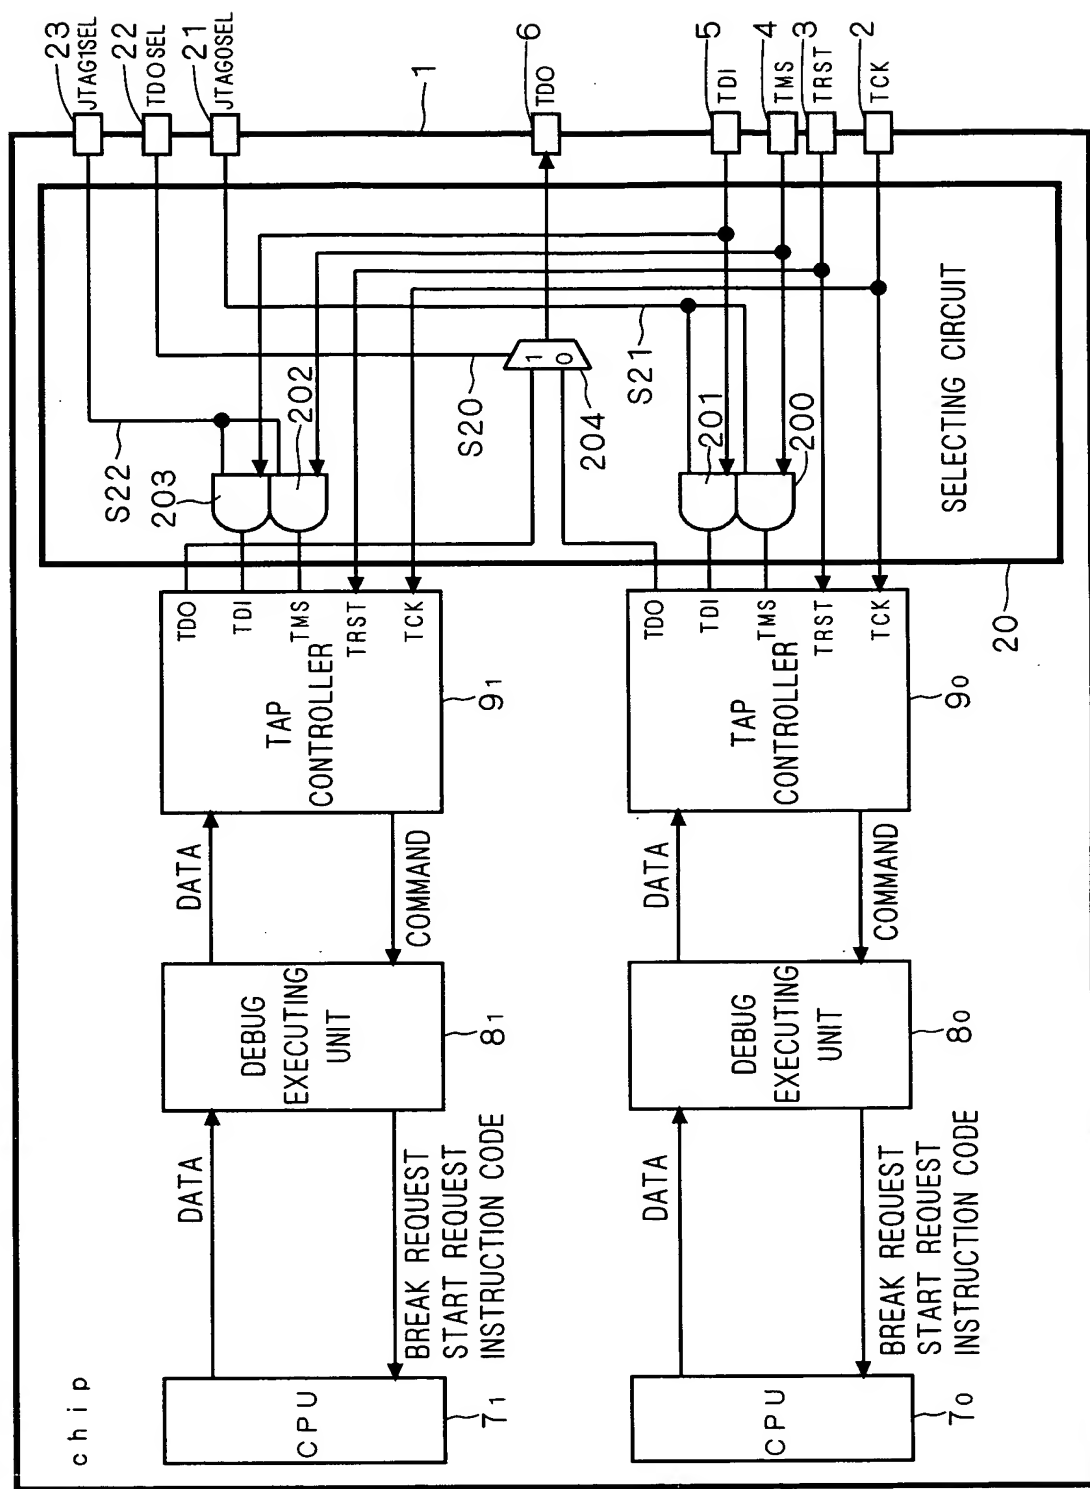 chip
CPU
7₁
DATA
BREAK REQUEST
START REQUEST
INSTRUCTION CODE
DEBUG
EXECUTING
UNIT
8₁
DATA
COMMAND
TAP
CONTROLLER
9₁
TDO
TDI
TMS
TRST
TCK
S22
203
202
S20
1
0
204
23
JTAG1SEL
22
TDOSEL
21
JTAG0SEL
1
6
TDO
CPU
7₀
DATA
BREAK REQUEST
START REQUEST
INSTRUCTION CODE
DEBUG
EXECUTING
UNIT
8₀
DATA
COMMAND
TAP
CONTROLLER
9₀
TDO
TDI
TMS
TRST
TCK
S21
201
200
5
TDI
4
TMS
3
TRST
2
TCK
SELECTING CIRCUIT
20